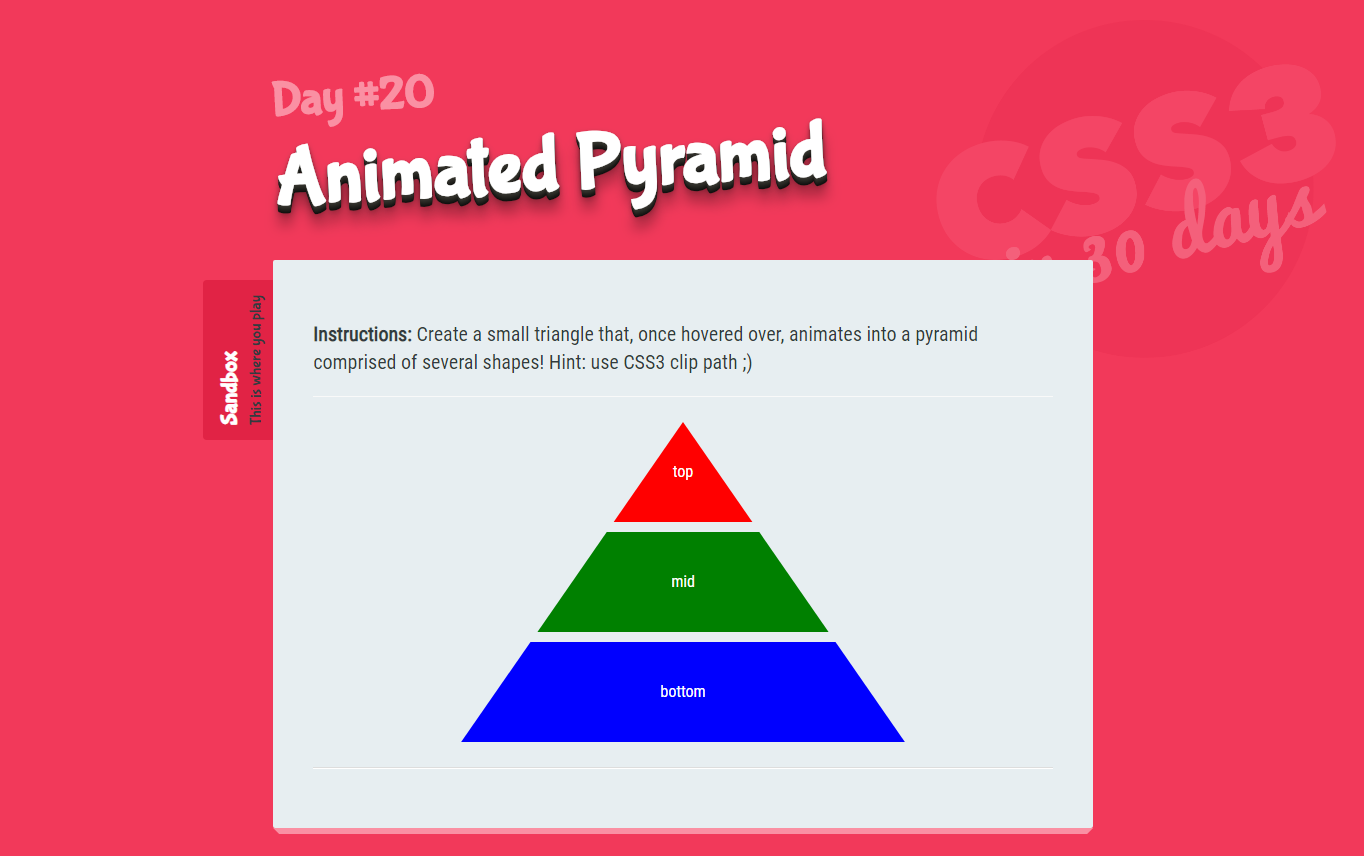 Day #20
Animated Pyramid
CSS3
in 30 days
Sandbox
This is where you play
Instructions: Create a small triangle that, once hovered over, animates into a pyramid
comprised of several shapes! Hint: use CSS3 clip path ;)
top
mid
bottom